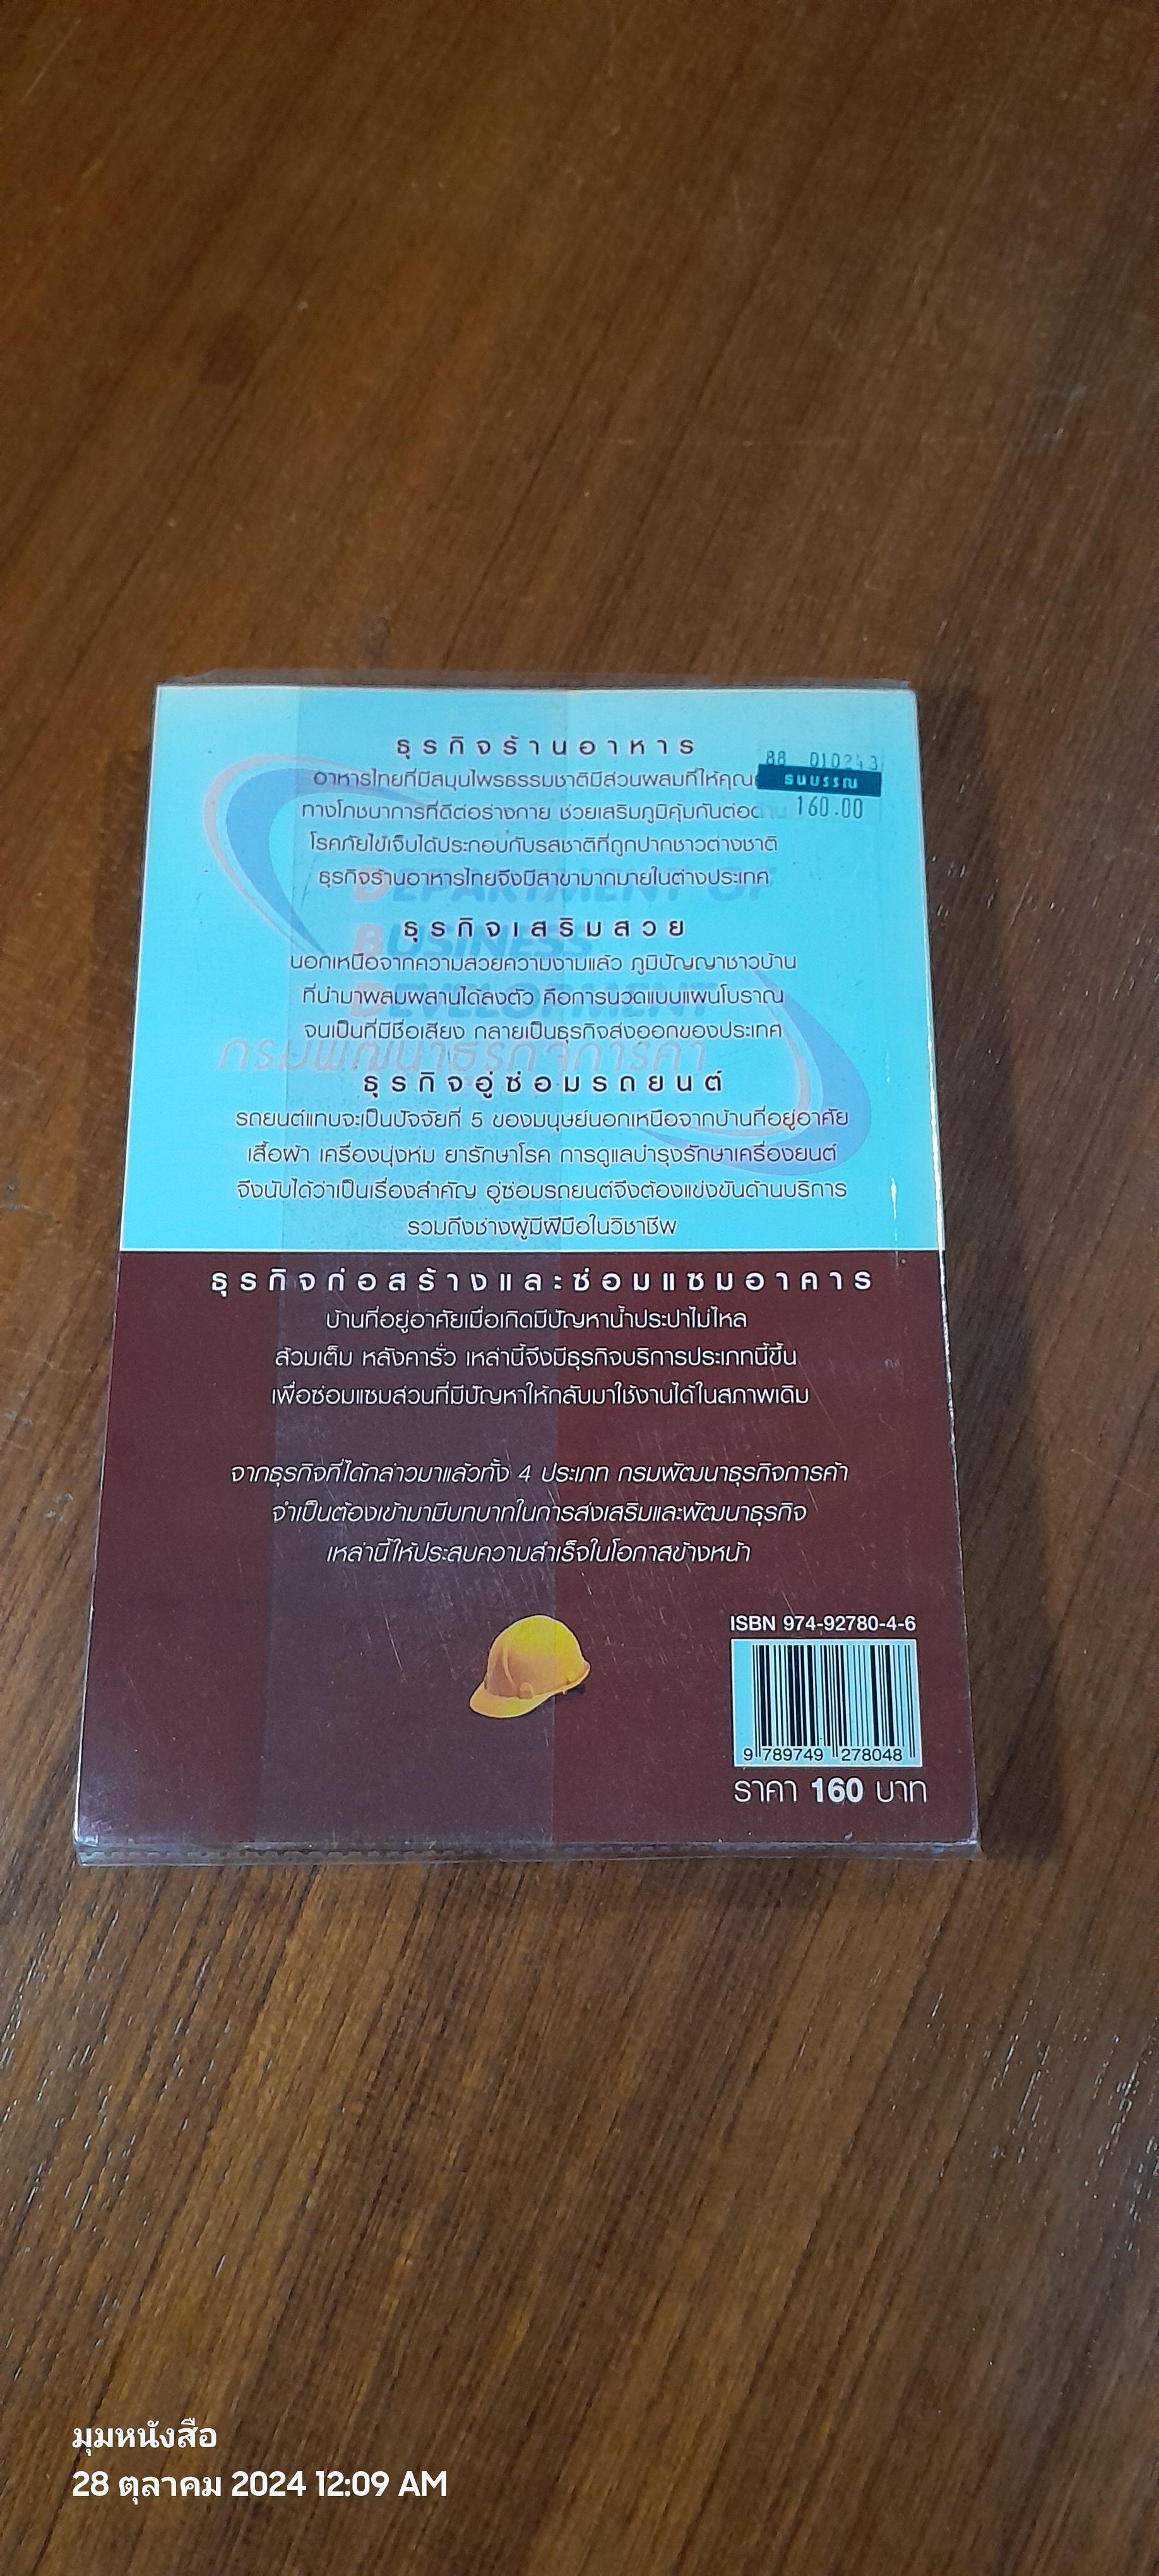 ธุรกิจร้านอาหาร
88 010243
อาหารไทยที่มีสมุนไพรธรรมชาติมีส่วนผสมที่ให้คุณ
ธนบรรณ
ทางโภชนาการที่ดีต่อร่างกาย ช่วยเสริมภูมิคุ้มกันต่อต้าน
160.00
โรคภัยไข้เจ็บได้ประกอบกับรสชาติที่ถูกปากชาวต่างชาติ
ธุรกิจร้านอาหารไทยจึงมีสาขามากมายในต่างประเทศ
DEPARTMENT OF
ธุรกิจเสริมสวย
BUSINESS
นอกเหนือจากความสวยความงามแล้ว ภูมิปัญญาชาวบ้าน
ที่นำมาผสมผสานได้ลงตัว คือการนวดแบบแผนโบราณ
DEVELOPMENT
จนเป็นที่มีชื่อเสียง กลายเป็นธุรกิจส่งออกของประเทศ
กรมพัฒนาธุรกิจการค้า
ธุรกิจอู่ซ่อมรถยนต์
รถยนต์แทบจะเป็นปัจจัยที่ 5 ของมนุษย์นอกเหนือจากบ้านที่อยู่อาศัย
เสื้อผ้า เครื่องนุ่งห่ม ยารักษาโรค การดูแลบำรุงรักษาเครื่องยนต์
จึงนับได้ว่าเป็นเรื่องสำคัญ อู่ซ่อมรถยนต์จึงต้องแข่งขันด้านบริการ
รวมถึงช่างผู้มีฝีมือในวิชาชีพ
ธุรกิจก่อสร้างและซ่อมแซมอาคาร
บ้านที่อยู่อาศัยเมื่อเกิดมีปัญหาน้ำประปาไม่ไหล
ส้วมเต็ม หลังคารั่ว เหล่านี้จึงมีธุรกิจบริการประเภทนี้ขึ้น
เพื่อซ่อมแซมส่วนที่มีปัญหาให้กลับมาใช้งานได้ในสภาพเดิม
จากธุรกิจที่ได้กล่าวมาแล้วทั้ง 4 ประเภท กรมพัฒนาธุรกิจการค้า
จำเป็นต้องเข้ามามีบทบาทในการส่งเสริมและพัฒนาธุรกิจ
เหล่านี้ให้ประสบความสำเร็จในโอกาสข้างหน้า
ISBN 974-92780-4-6
9 789749 278048
ราคา 160 บาท
มุมหนังสือ
28 ตุลาคม 2024 12:09 AM